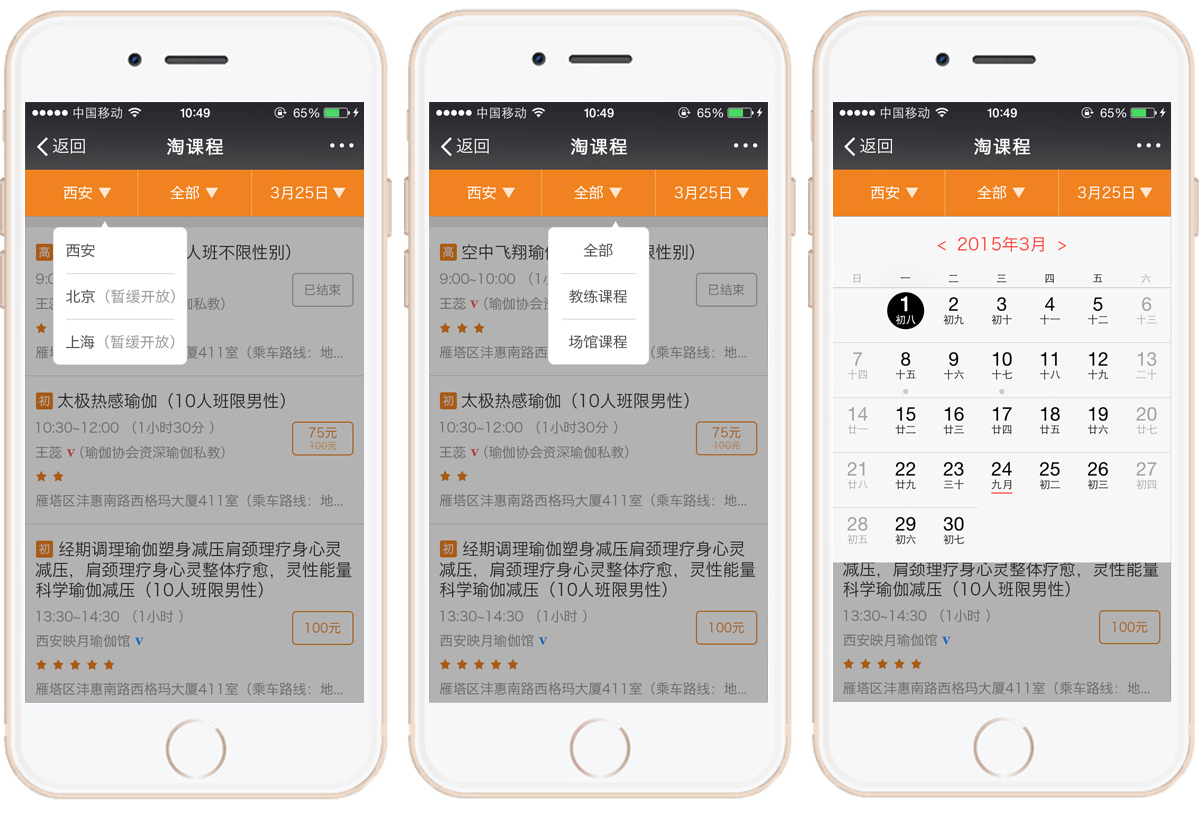 中国移动 10:49 65%
返回 淘课程
西安 全部 3月25日
西安
北京（暂缓开放）
上海（暂缓开放）
高 人班不限性别）
9:0
已结束
王蕊 瑜伽私教）
雁 411室（乘车路线：地...
初 太极热感瑜伽（10人班限男性）
10:30~12:00 （1小时30分 ）
75元
100元
王蕊 v（瑜伽协会资深瑜伽私教）
雁塔区沣惠南路西格玛大厦411室（乘车路线：地...
初 经期调理瑜伽塑身减压肩颈理疗身心灵
减压，肩颈理疗身心灵整体疗愈，灵性能量
科学瑜伽减压（10人班限男性）
13:30~14:30 （1小时 ）
100元
西安映月瑜伽馆 v
雁塔区沣惠南路西格玛大厦411室（乘车路线：地...
中国移动 10:49 65%
返回 淘课程
西安 全部 3月25日
全部
教练课程
场馆课程
高 空中飞翔瑜 性别）
9:00~10:00 （1
已结束
王蕊 v（瑜伽协会 教）
雁塔区沣惠南路 室（乘车路线：地...
初 太极热感瑜伽（10人班限男性）
10:30~12:00 （1小时30分 ）
75元
100元
王蕊 v（瑜伽协会资深瑜伽私教）
雁塔区沣惠南路西格玛大厦411室（乘车路线：地...
初 经期调理瑜伽塑身减压肩颈理疗身心灵
减压，肩颈理疗身心灵整体疗愈，灵性能量
科学瑜伽减压（10人班限男性）
13:30~14:30 （1小时 ）
100元
西安映月瑜伽馆 v
雁塔区沣惠南路西格玛大厦411室（乘车路线：地...
中国移动 10:49 65%
返回 淘课程
西安 全部 3月25日
< 2015年3月 >
日 一 二 三 四 五 六
1 2 3 4 5 6
初八 初九 初十 十一 十二 十三
7 8 9 10 11 12 13
十四 十五 十六 十七 十八 十九 二十
14 15 16 17 18 19 20
廿一 廿二 廿三 廿四 廿五 廿六 廿七
21 22 23 24 25 26 27
廿八 廿九 三十 九月 初二 初三 初四
28 29 30
初五 初六 初七
减压，肩颈理疗身心灵整体疗愈，灵性能量
科学瑜伽减压（10人班限男性）
13:30~14:30 （1小时 ）
100元
西安映月瑜伽馆 v
雁塔区沣惠南路西格玛大厦411室（乘车路线：地...